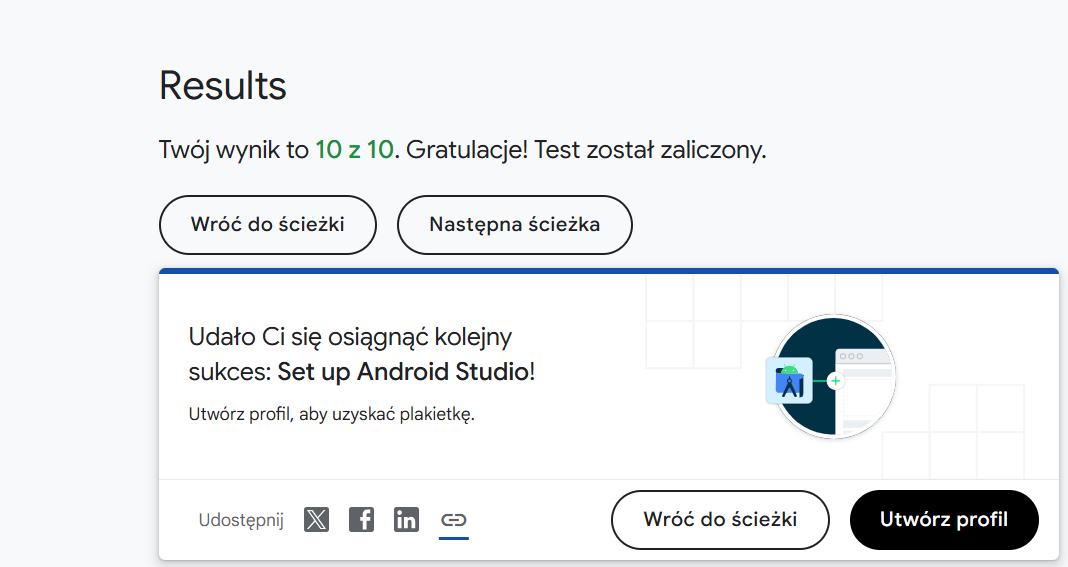 Results
Twój wynik to 10 z 10. Gratulacje! Test został zaliczony.
Wróć do ścieżki
Następna ścieżka
Udało Ci się osiągnąć kolejny
sukces: Set up Android Studio!
Utwórz profil, aby uzyskać plakietkę.
Udostępnij
Wróć do ścieżki
Utwórz profil